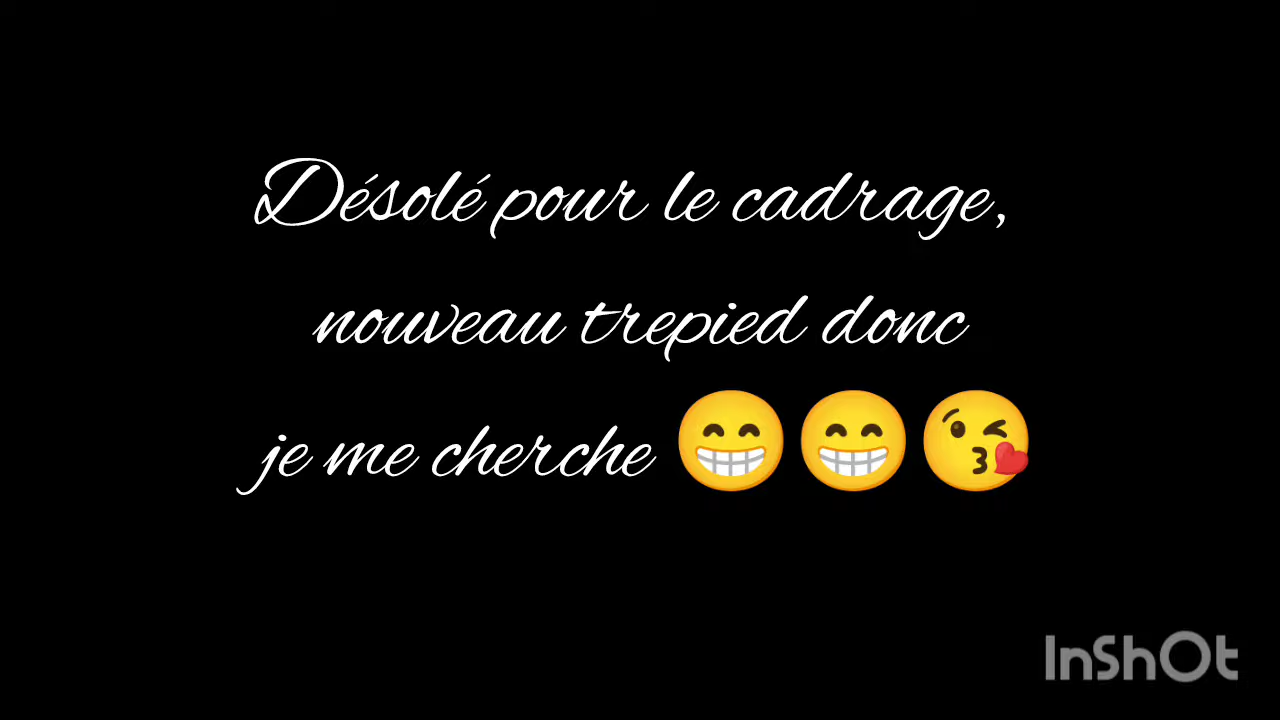 Désolé pour le cadrage,
nouveau trepied donc
je me cherche 😁😁😘
InShOt